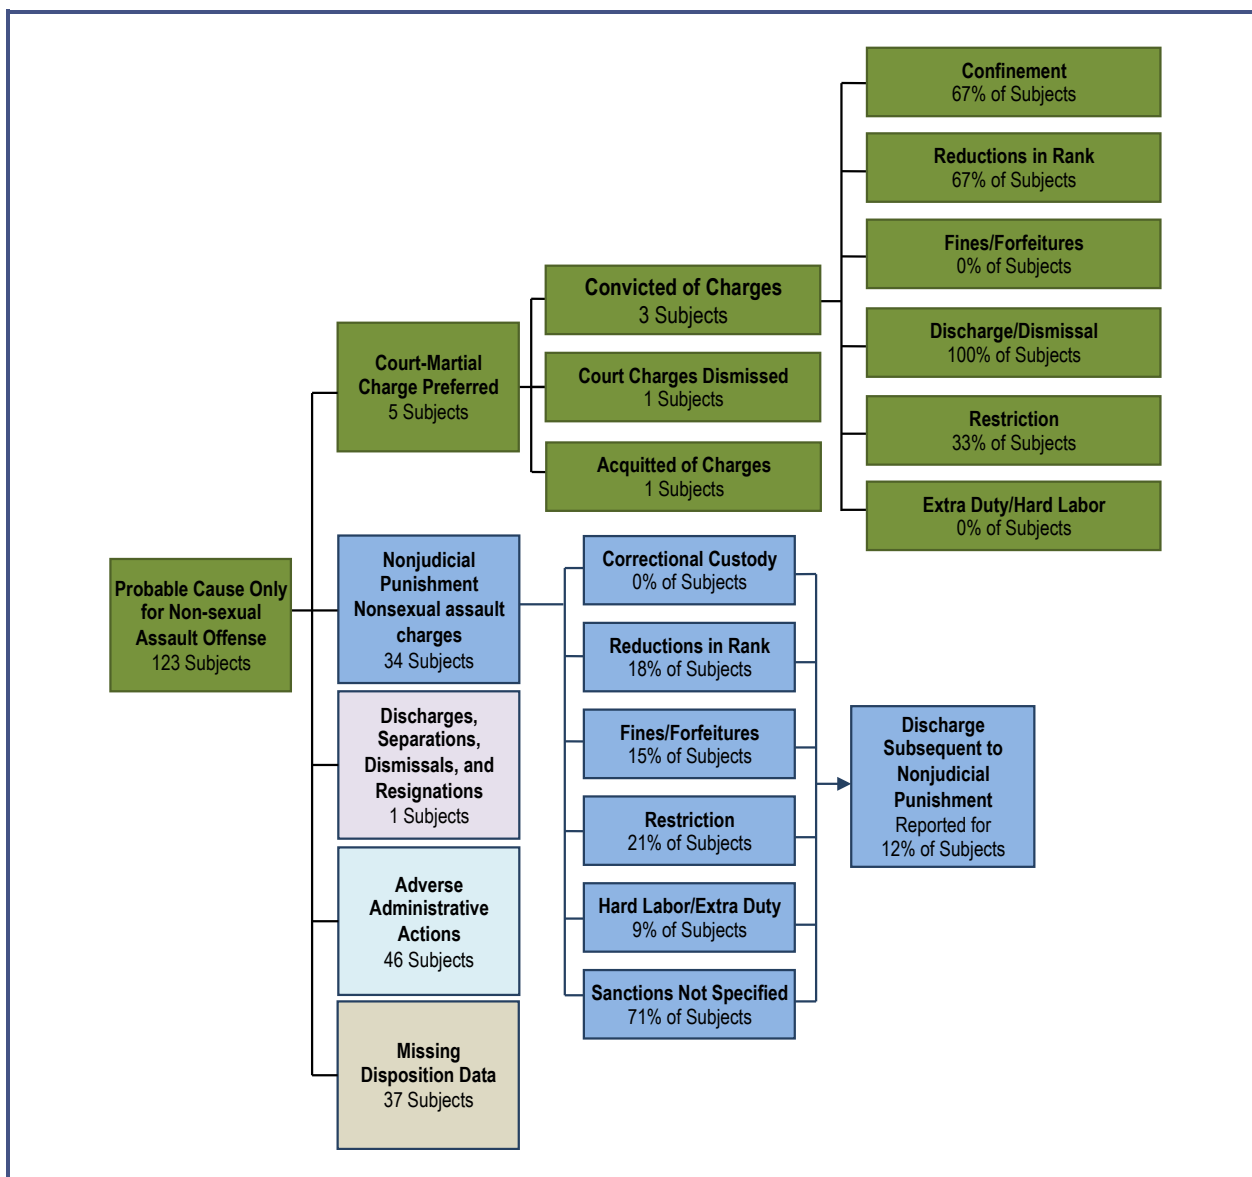 Probable Cause Only
for Non-sexual
Assault Offense
123 Subjects
Court-Martial
Charge Preferred
5 Subjects
Convicted of Charges
3 Subjects
Court Charges Dismissed
1 Subjects
Acquitted of Charges
1 Subjects
Confinement
67% of Subjects
Reductions in Rank
67% of Subjects
Fines/Forfeitures
0% of Subjects
Discharge/Dismissal
100% of Subjects
Restriction
33% of Subjects
Extra Duty/Hard Labor
0% of Subjects
Nonjudicial
Punishment
Nonsexual assault
charges
34 Subjects
Correctional Custody
0% of Subjects
Reductions in Rank
18% of Subjects
Fines/Forfeitures
15% of Subjects
Restriction
21% of Subjects
Hard Labor/Extra Duty
9% of Subjects
Sanctions Not Specified
71% of Subjects
Discharge
Subsequent to
Nonjudicial
Punishment
Reported for
12% of Subjects
Discharges,
Separations,
Dismissals, and
Resignations
1 Subjects
Adverse
Administrative
Actions
46 Subjects
Missing
Disposition Data
37 Subjects